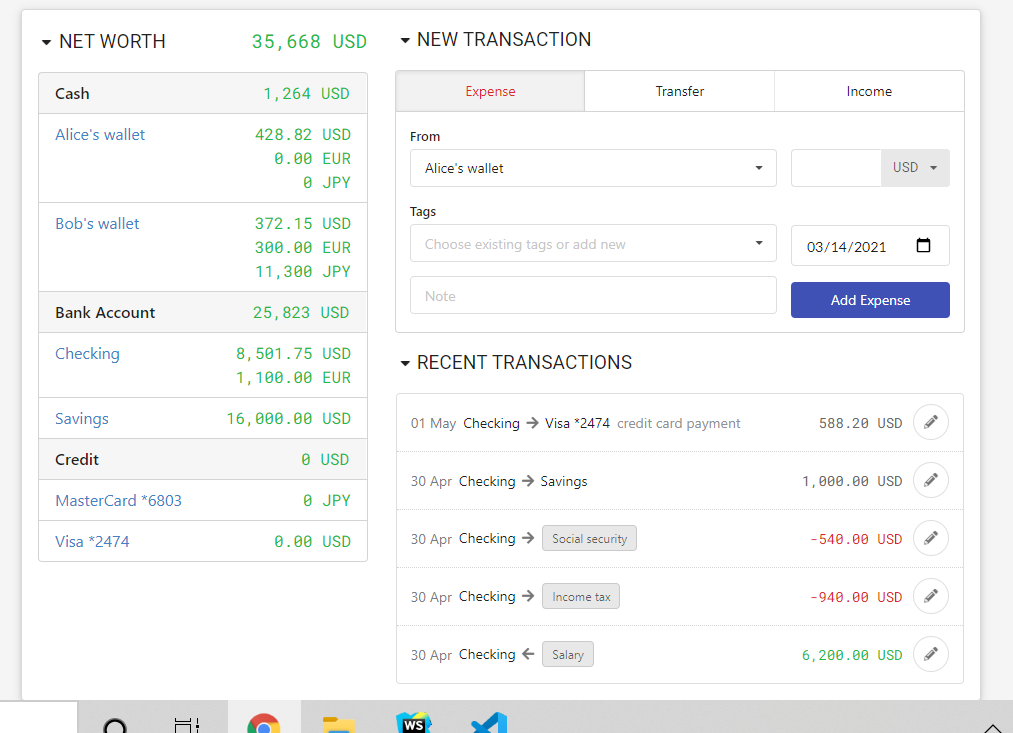 NET WORTH 35,668 USD
Cash 1,264 USD
Alice's wallet 428.82 USD
0.00 EUR
0 JPY
Bob's wallet 372.15 USD
300.00 EUR
11,300 JPY
Bank Account 25,823 USD
Checking 8,501.75 USD
1,100.00 EUR
Savings 16,000.00 USD
Credit 0 USD
MasterCard *6803 0 JPY
Visa *2474 0.00 USD
NEW TRANSACTION
Expense Transfer Income
From
Alice's wallet USD
Tags
Choose existing tags or add new 03/14/2021
Note Add Expense
RECENT TRANSACTIONS
01 May Checking → Visa *2474 credit card payment 588.20 USD
30 Apr Checking → Savings 1,000.00 USD
30 Apr Checking → Social security -540.00 USD
30 Apr Checking → Income tax -940.00 USD
30 Apr Checking ← Salary 6,200.00 USD
WS